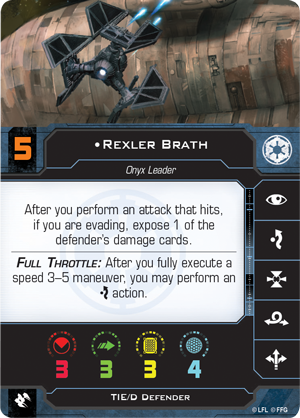 5
•Rexler Brath
Onyx Leader
After you perform an attack that hits,
if you are evading, expose 1 of the
defender's damage cards.
Full Throttle: After you fully execute a
speed 3–5 maneuver, you may perform an
action.
3 3 3 4
TIE/D Defender
© LFL © FFG